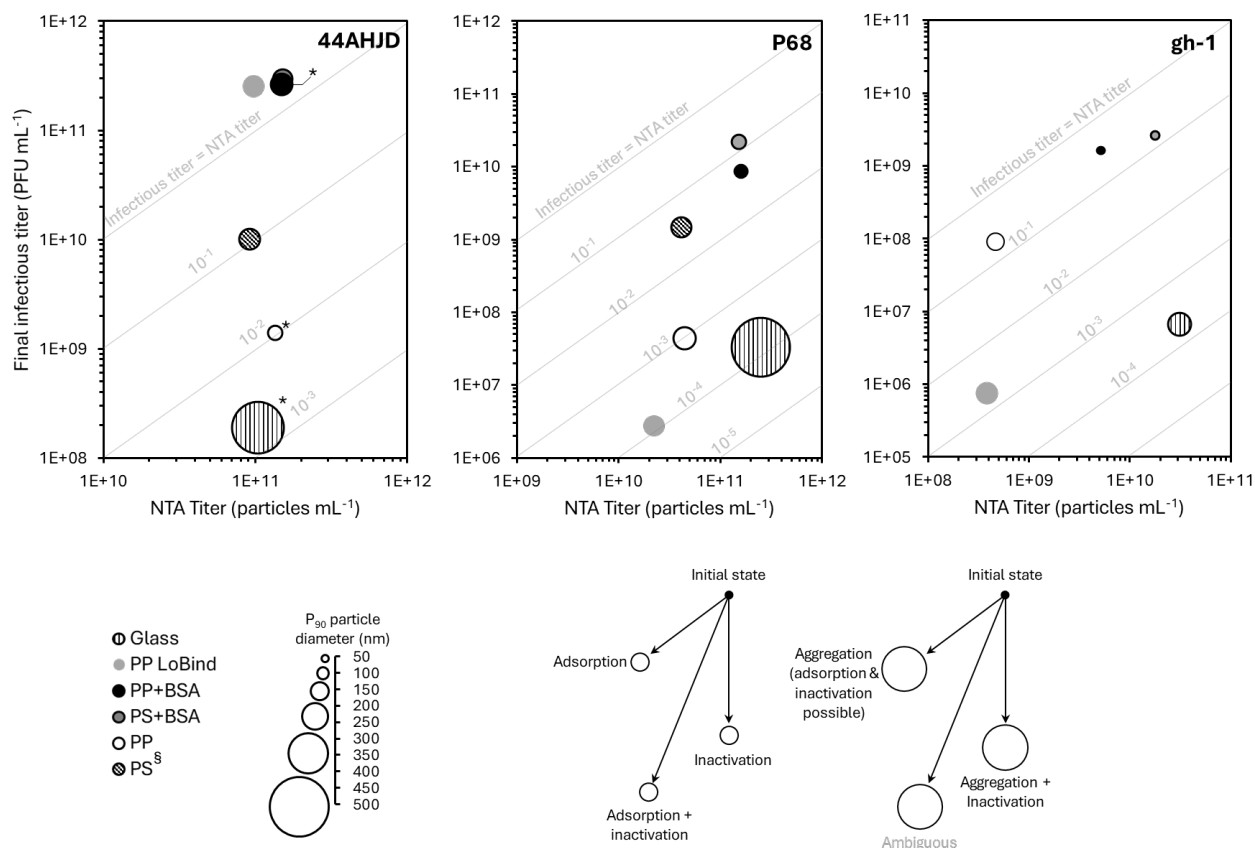 44AHJD
P68
gh-1
Final infectious titer (PFU mL⁻¹)
1E+12
1E+11
1E+10
1E+09
1E+08
1E+10
1E+11
1E+12
NTA Titer (particles mL⁻¹)
Infectious titer = NTA titer
10⁻¹
10⁻²
10⁻³
*
*
*
1E+12
1E+11
1E+10
1E+09
1E+08
1E+07
1E+06
1E+09
1E+10
1E+11
1E+12
NTA Titer (particles mL⁻¹)
Infectious titer = NTA titer
10⁻¹
10⁻²
10⁻³
10⁻⁴
10⁻⁵
1E+11
1E+10
1E+09
1E+08
1E+07
1E+06
1E+05
1E+08
1E+09
1E+10
1E+11
NTA Titer (particles mL⁻¹)
Infectious titer = NTA titer
10⁻¹
10⁻²
10⁻³
10⁻⁴
Glass
PP LoBind
PP+BSA
PS+BSA
PP
PS§
P₉₀ particle
diameter (nm)
50
100
150
200
250
300
350
400
450
500
Initial state
Adsorption
Inactivation
Adsorption +
inactivation
Initial state
Aggregation
(adsorption &
inactivation
possible)
Aggregation +
Inactivation
Ambiguous